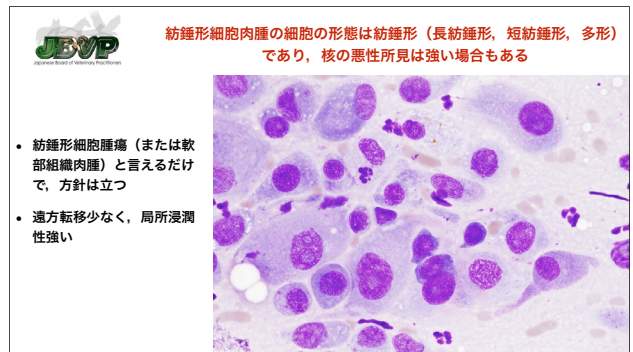 紡錘形細胞肉腫の細胞の形態は紡錘形（長紡錘形，短紡錘形，多形）
であり，核の悪性所見は強い場合もある
JBVP
Japanese Board of Veterinary Practitioners
• 紡錘形細胞腫瘍（または軟
部組織肉腫）と言えるだけ
で，方針は立つ
• 遠方転移少なく，局所浸潤
性強い